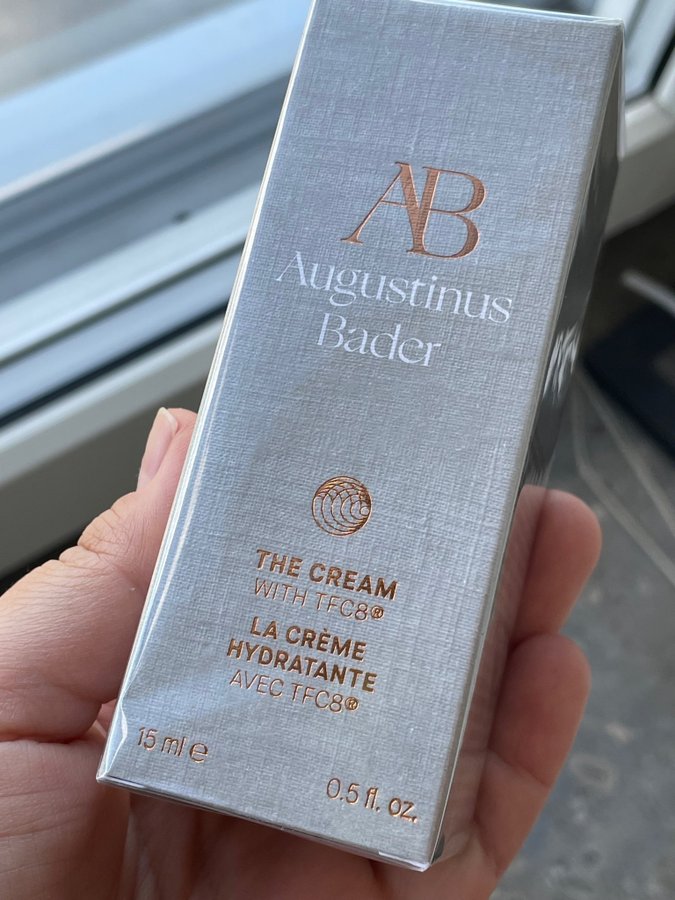 AB
Augustinus
Bader
THE CREAM
WITH TFC8®
LA CRÈME
HYDRATANTE
AVEC TFC8®
15 ml ℮
0.5 fl. oz.